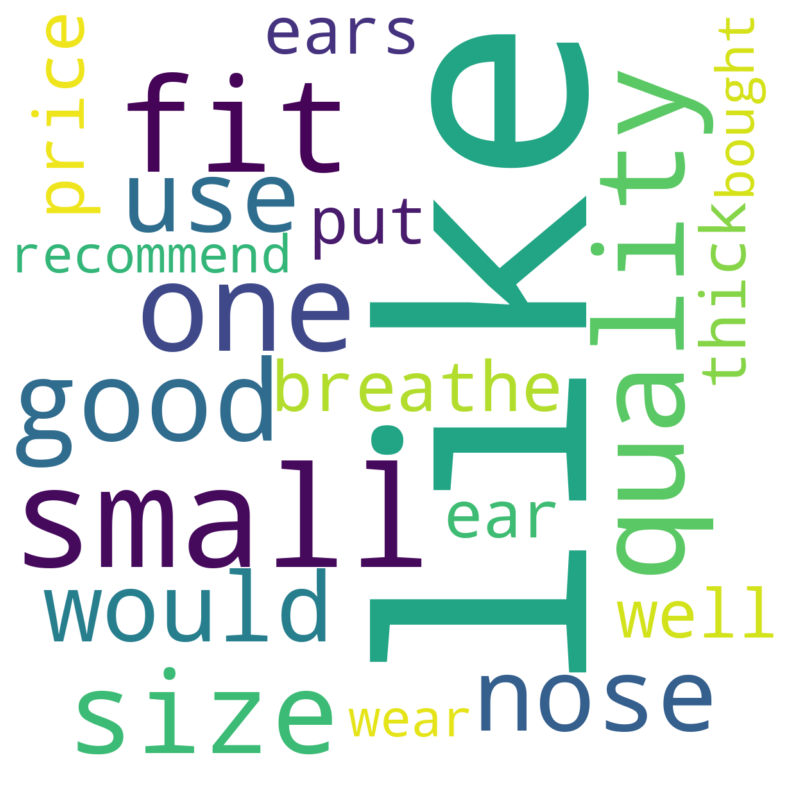 ears
price
fit
like
quality
bought
use
put
recommend
one
thick
good
breathe
small
ear
would
well
size
wear
nose